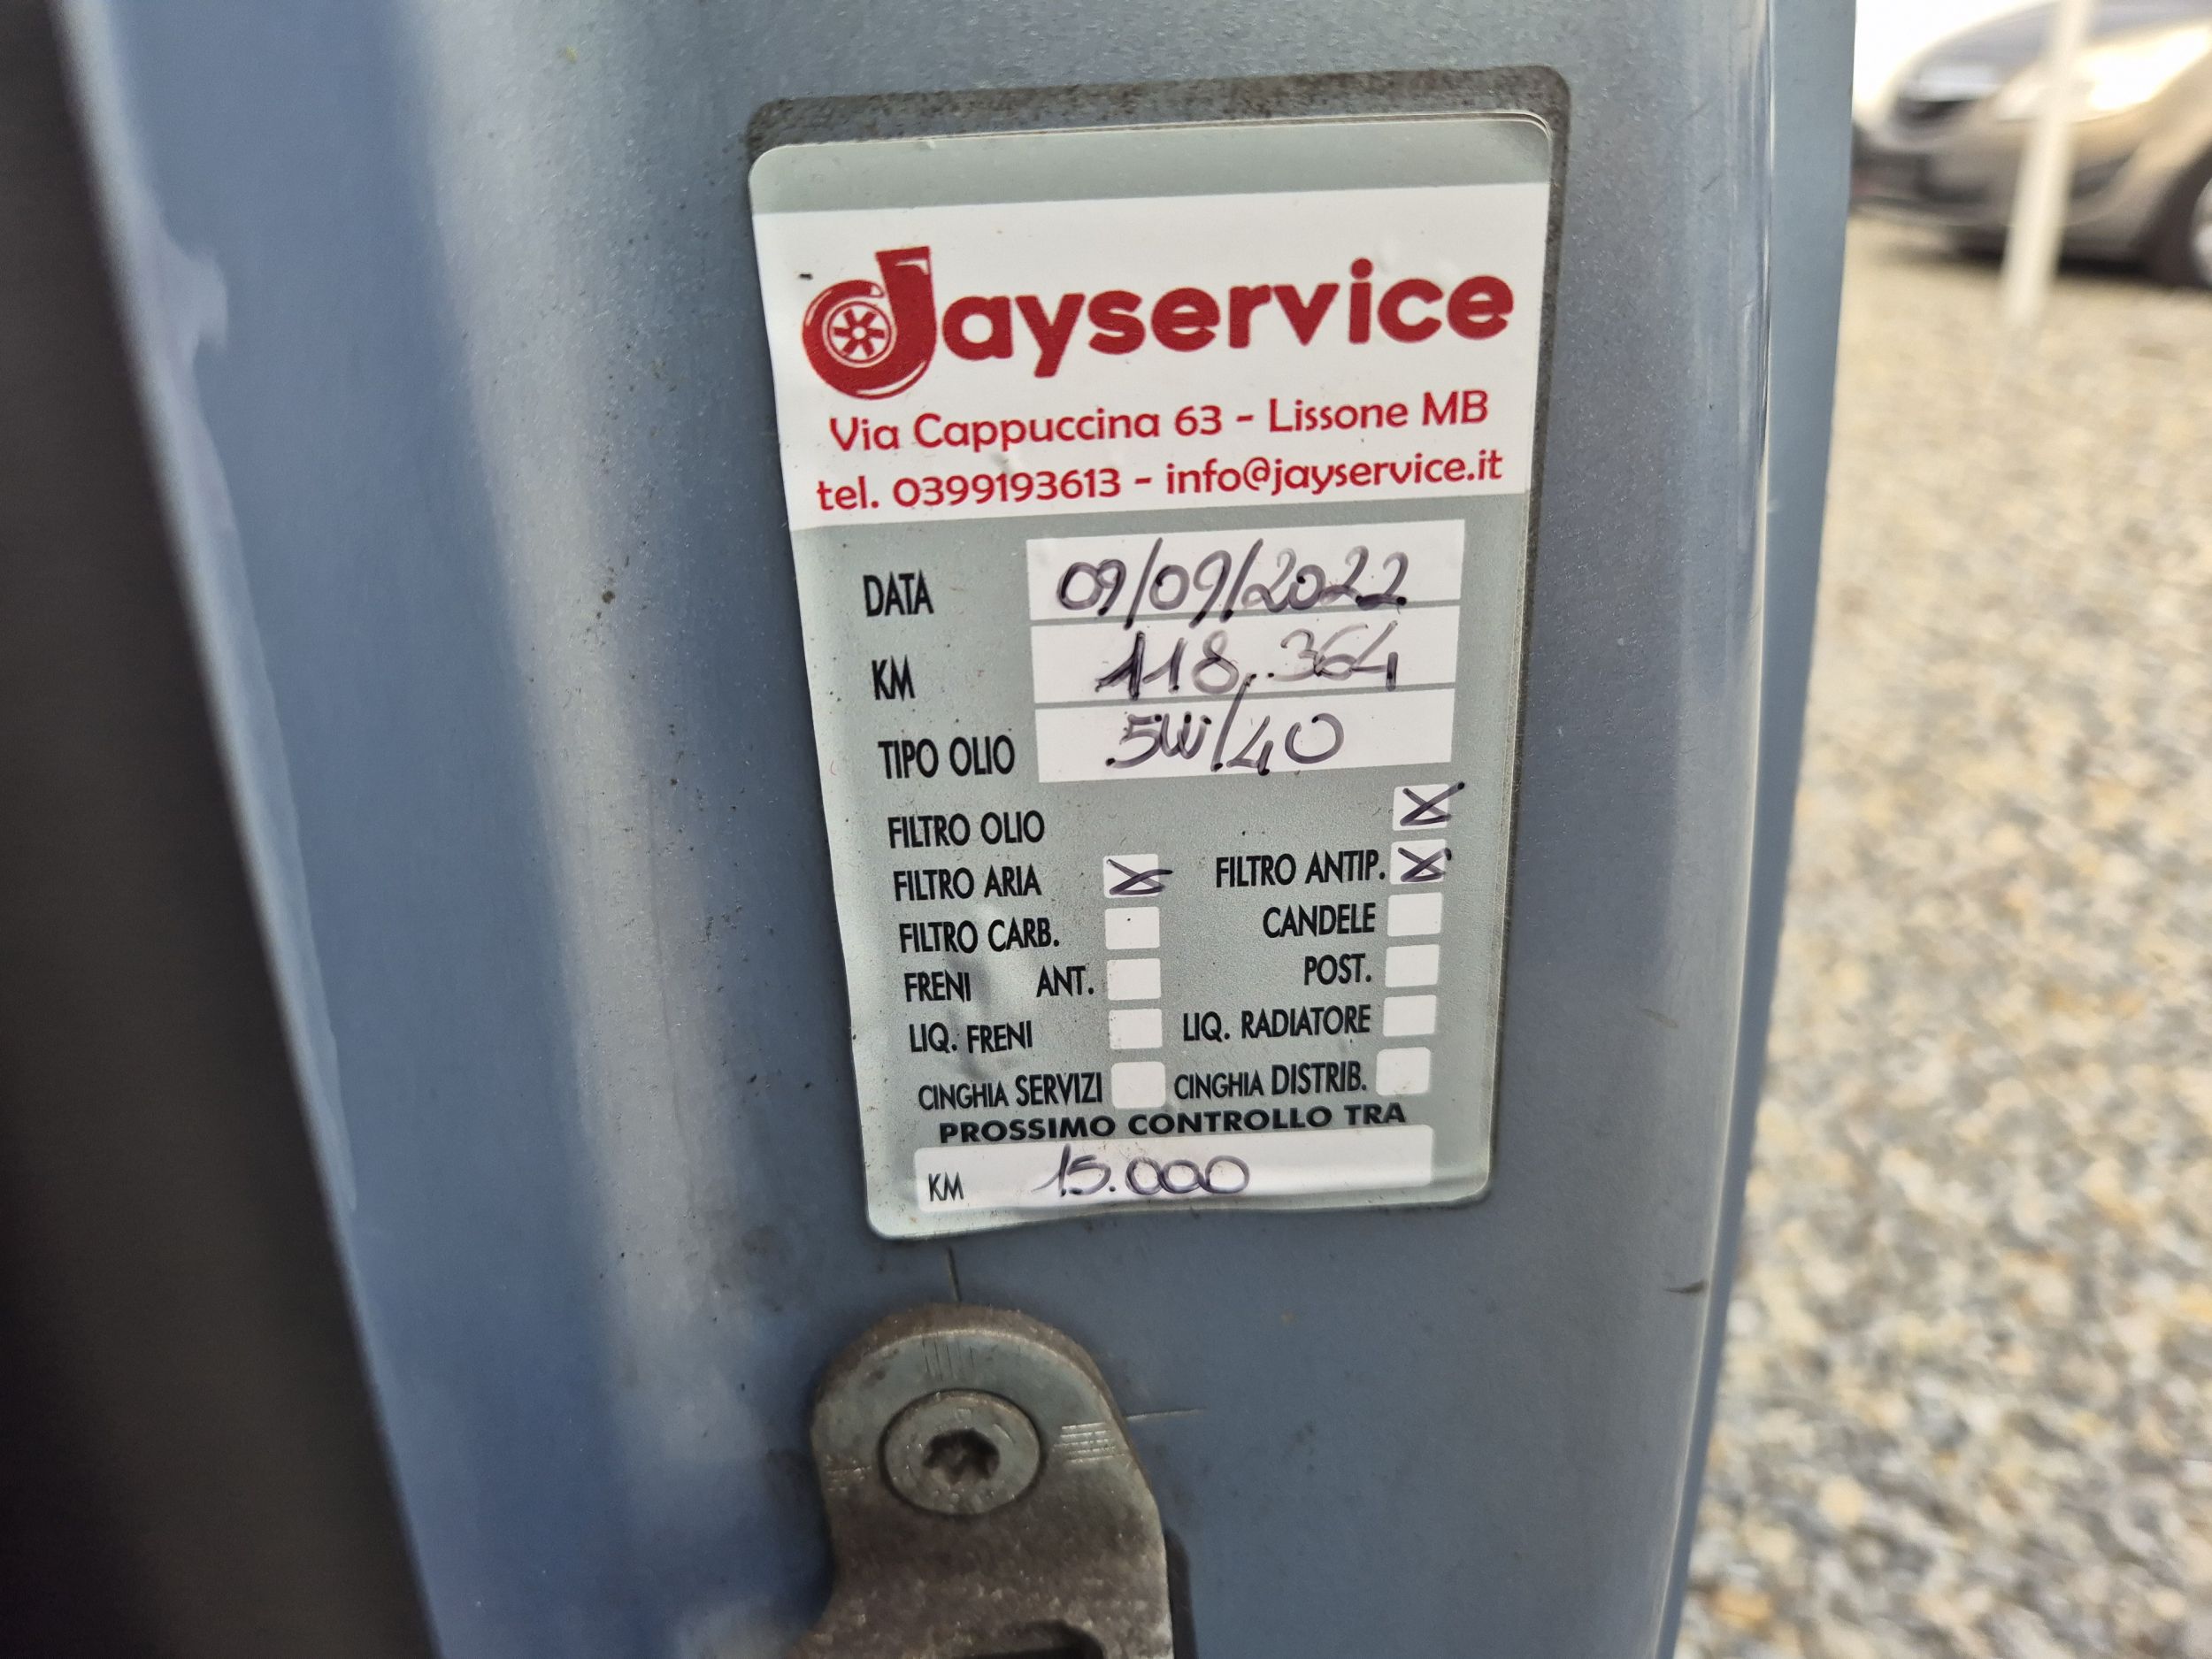 Jayservice
Via Cappuccina 63 - Lissone MB
tel. 0399193613 - info@jayservice.it
DATA 09/09/2022
KM 118.364
TIPO OLIO 5W/40
FILTRO OLIO
FILTRO ARIA FILTRO ANTIP.
FILTRO CARB. CANDELE
FRENI ANT. POST.
LIQ. FRENI LIQ. RADIATORE
CINGHIA SERVIZI CINGHIA DISTRIB.
PROSSIMO CONTROLLO TRA
KM 15.000